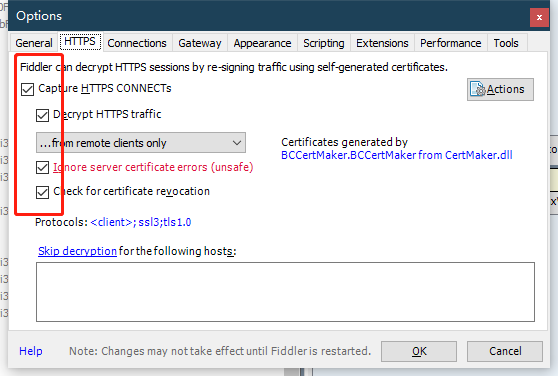 Options
x
General HTTPS Connections Gateway Appearance Scripting Extensions Performance Tools
Fiddler can decrypt HTTPS sessions by re-signing traffic using self-generated certificates.
Capture HTTPS CONNECTs
Actions
Decrypt HTTPS traffic
...from remote clients only
Certificates generated by
BCCertMaker.BCCertMaker from CertMaker.dll
Ignore server certificate errors (unsafe)
Check for certificate revocation
Protocols: <client>;ssl3;tls1.0
Skip decryption for the following hosts:
Help
Note: Changes may not take effect until Fiddler is restarted.
OK
Cancel